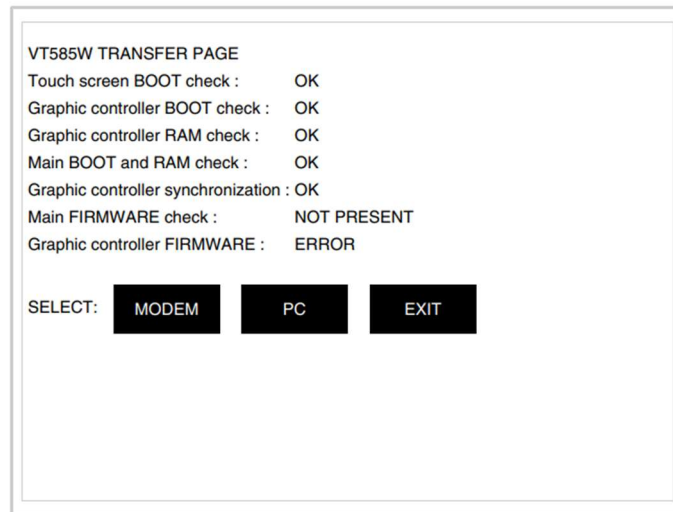 VT585W TRANSFER PAGE
Touch screen BOOT check : OK
Graphic controller BOOT check : OK
Graphic controller RAM check : OK
Main BOOT and RAM check : OK
Graphic controller synchronization : OK
Main FIRMWARE check : NOT PRESENT
Graphic controller FIRMWARE : ERROR
SELECT: MODEM PC EXIT